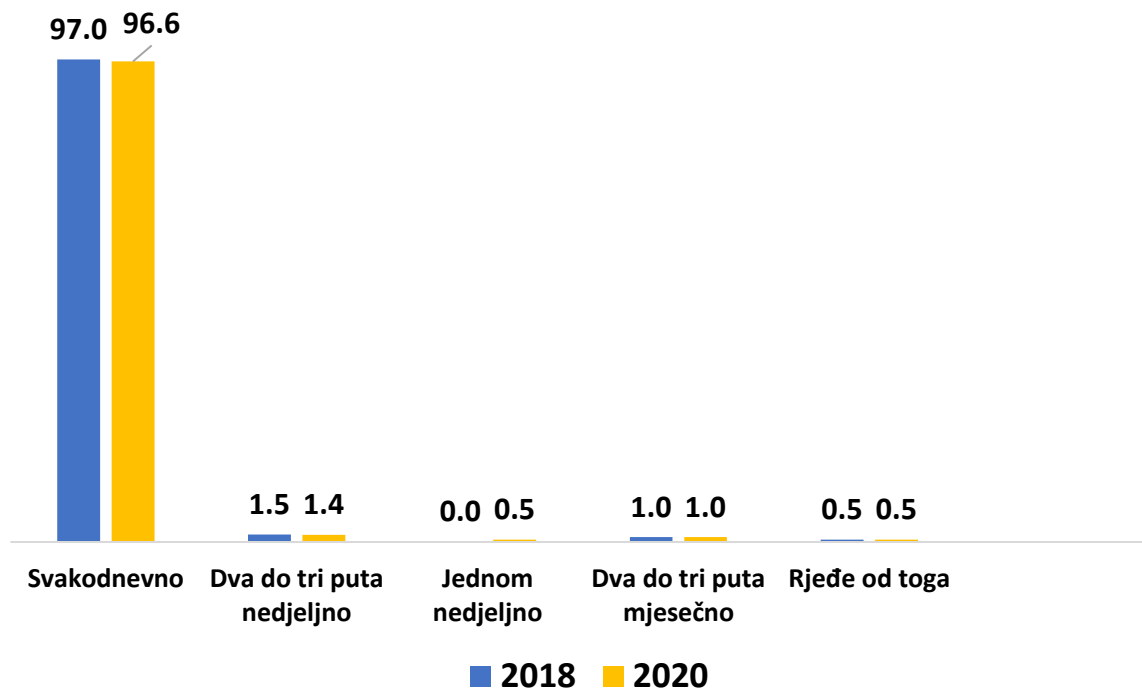 97.0 96.6
1.5 1.4 0.0 0.5 1.0 1.0 0.5 0.5
Svakodnevno
Dva do tri puta
nedjeljno
Jednom
nedjeljno
Dva do tri puta
mjesečno
Rjeđe od toga
2018 2020